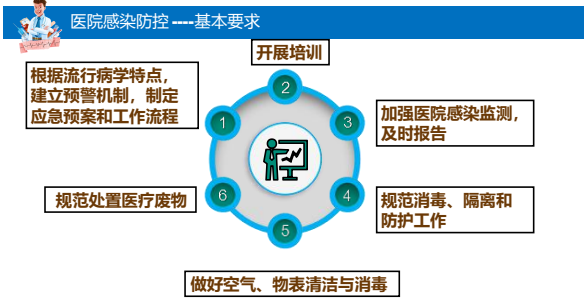 医院感染防控 ----基本要求
开展培训
根据流行病学特点，
建立预警机制，制定
应急预案和工作流程
2
1
3
加强医院感染监测，
及时报告
规范处置医疗废物
6
4
规范消毒、隔离和
防护工作
5
做好空气、物表清洁与消毒